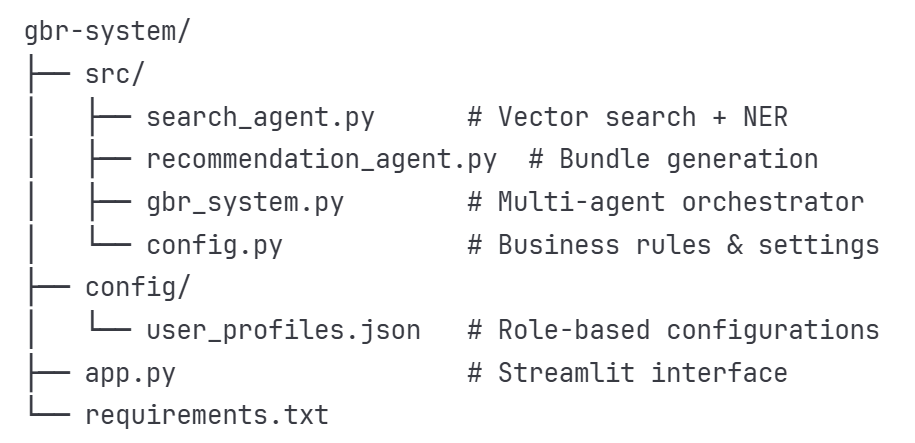 gbr-system/
├── src/
│   ├── search_agent.py      # Vector search + NER
│   ├── recommendation_agent.py  # Bundle generation
│   ├── gbr_system.py        # Multi-agent orchestrator
│   └── config.py            # Business rules & settings
├── config/
│   └── user_profiles.json   # Role-based configurations
├── app.py                   # Streamlit interface
└── requirements.txt